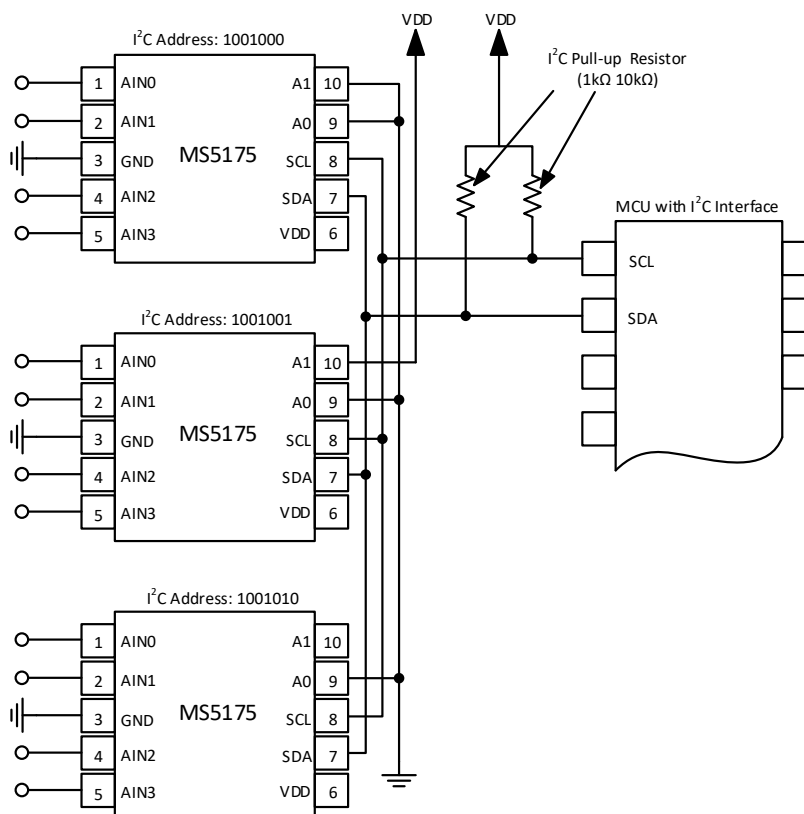 I²C Address: 1001000
VDD
VDD
I²C Pull-up Resistor
(1kΩ 10kΩ)
1 AIN0 A1 10
2 AIN1 A0 9
3 GND MS5175 SCL 8
4 AIN2 SDA 7
5 AIN3 VDD 6
MCU with I²C Interface
SCL
SDA
I²C Address: 1001001
1 AIN0 A1 10
2 AIN1 A0 9
3 GND MS5175 SCL 8
4 AIN2 SDA 7
5 AIN3 VDD 6
I²C Address: 1001010
1 AIN0 A1 10
2 AIN1 A0 9
3 GND MS5175 SCL 8
4 AIN2 SDA 7
5 AIN3 VDD 6